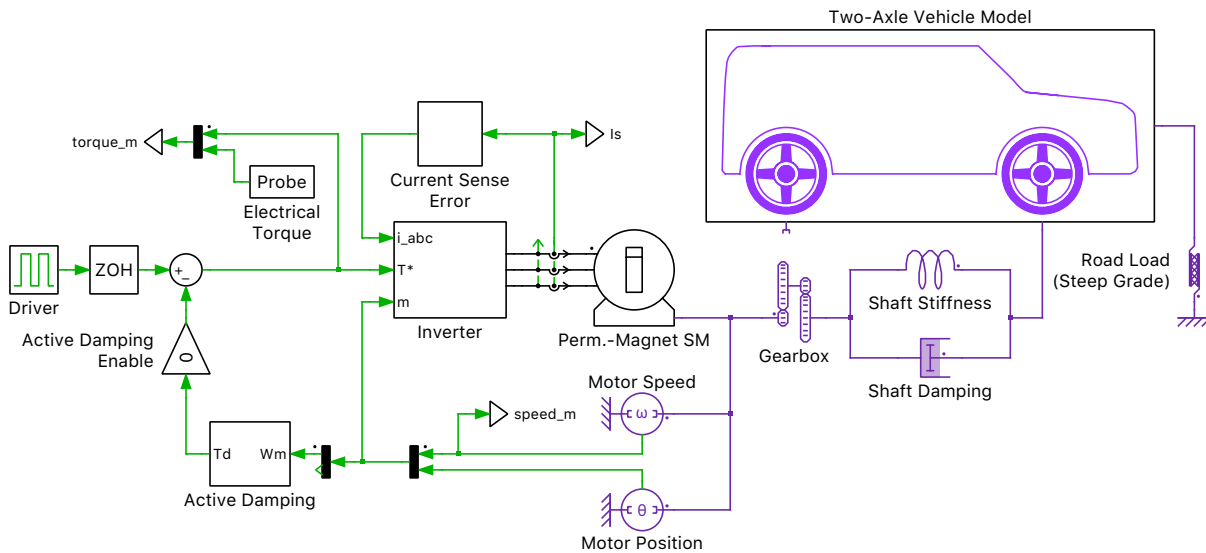 Two-Axle Vehicle Model
torque_m
Is
Probe
Electrical
Torque
Current Sense
Error
i_abc
T*
m
Inverter
ZOH
+
−
Driver
Active Damping
Enable
0
Perm.-Magnet SM
Gearbox
Shaft Stiffness
Shaft Damping
Road Load
(Steep Grade)
Motor Speed
ω
speed_m
Td
Wm
Active Damping
θ
Motor Position